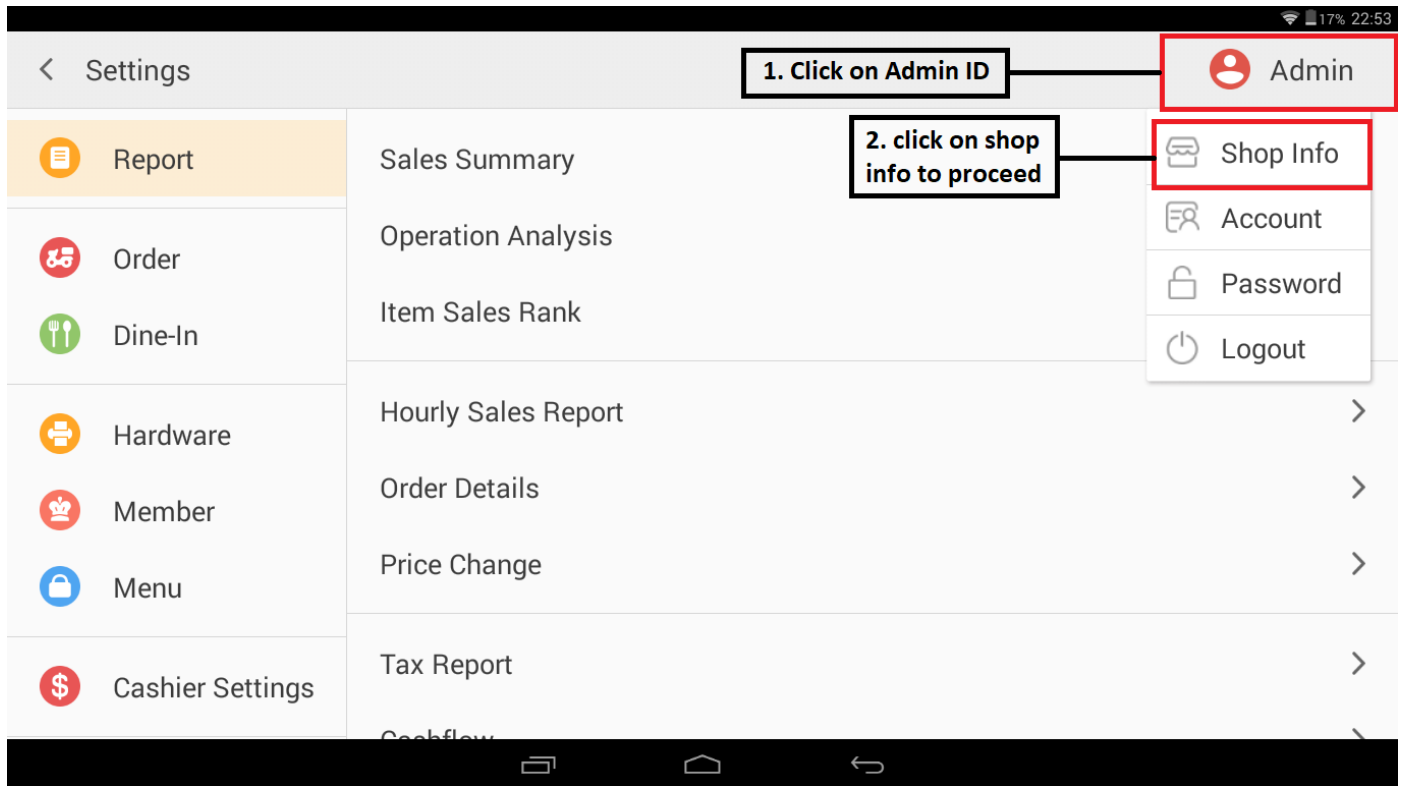 17% 22:53
Settings
1. Click on Admin ID
Admin
Report
Order
Dine-In
Hardware
Member
Menu
Cashier Settings
Sales Summary
Operation Analysis
Item Sales Rank
Hourly Sales Report
Order Details
Price Change
Tax Report
Cashflow
2. click on shop
info to proceed
Shop Info
Account
Password
Logout